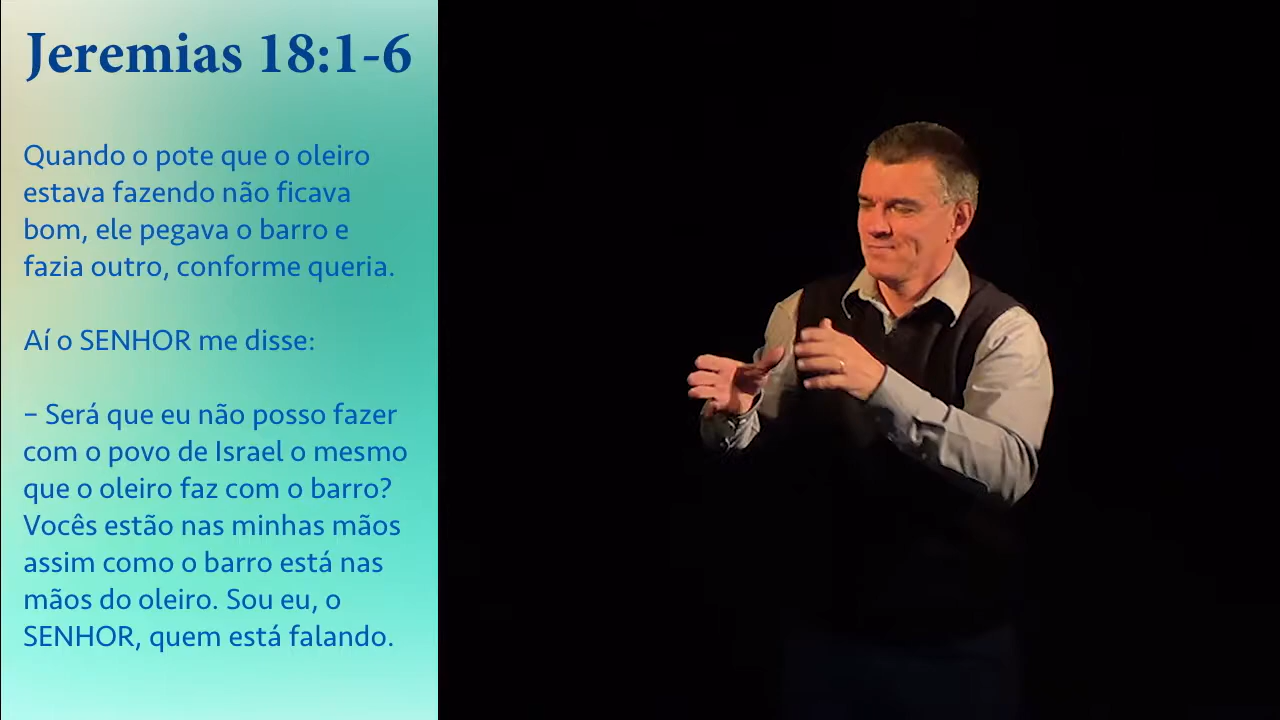 Jeremias 18:1-6
Quando o pote que o oleiro
estava fazendo não ficava
bom, ele pegava o barro e
fazia outro, conforme queria.
Aí o SENHOR me disse:
– Será que eu não posso fazer
com o povo de Israel o mesmo
que o oleiro faz com o barro?
Vocês estão nas minhas mãos
assim como o barro está nas
mãos do oleiro. Sou eu, o
SENHOR, quem está falando.